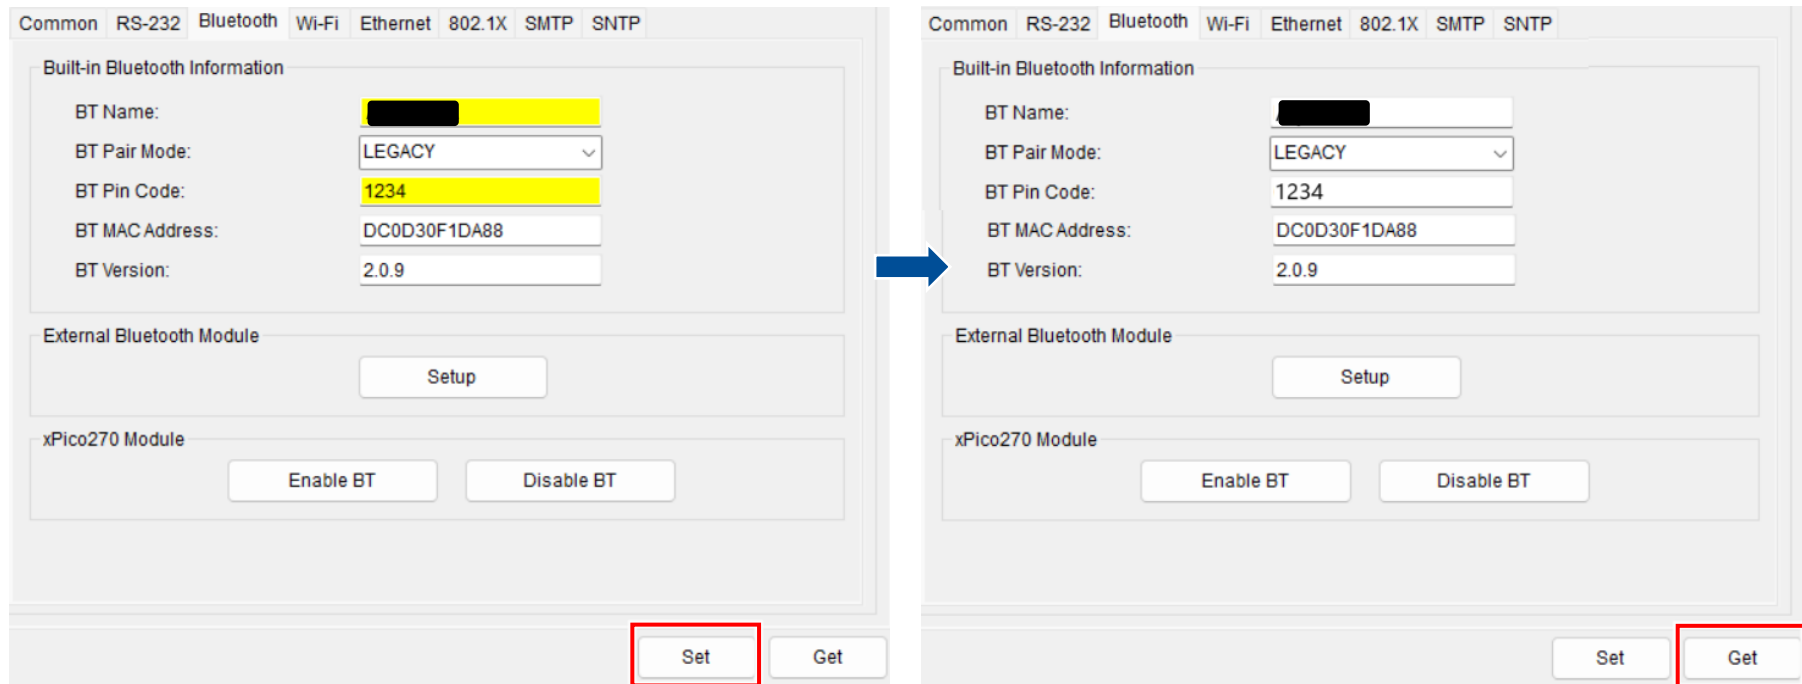 Common RS-232 Bluetooth Wi-Fi Ethernet 802.1X SMTP SNTP
Built-in Bluetooth Information
BT Name:
BT Pair Mode: LEGACY
BT Pin Code: 1234
BT MAC Address: DC0D30F1DA88
BT Version: 2.0.9
External Bluetooth Module
Setup
xPico270 Module
Enable BT Disable BT
Set Get
Common RS-232 Bluetooth Wi-Fi Ethernet 802.1X SMTP SNTP
Built-in Bluetooth Information
BT Name:
BT Pair Mode: LEGACY
BT Pin Code: 1234
BT MAC Address: DC0D30F1DA88
BT Version: 2.0.9
External Bluetooth Module
Setup
xPico270 Module
Enable BT Disable BT
Set Get